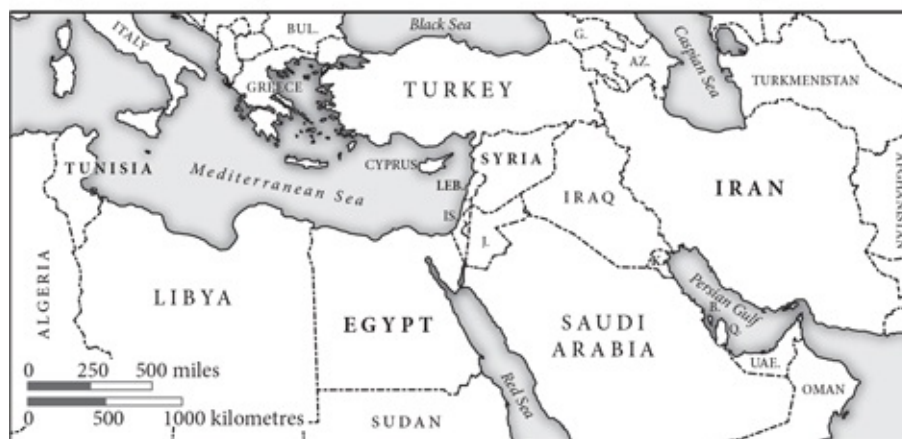 ITALY
BUL.
Black Sea
G.
Caspian Sea
AZ.
GREECE
TURKEY
TURKMENISTAN
TUNISIA
Mediterranean Sea
CYPRUS
SYRIA
LEB.
IRAQ
IRAN
AFGHANISTAN
IS.
J.
ALGERIA
LIBYA
EGYPT
K.
Persian Gulf
B.
Q.
SAUDI
ARABIA
UAE.
OMAN
Red Sea
SUDAN
0 250 500 miles
0 500 1000 kilometres